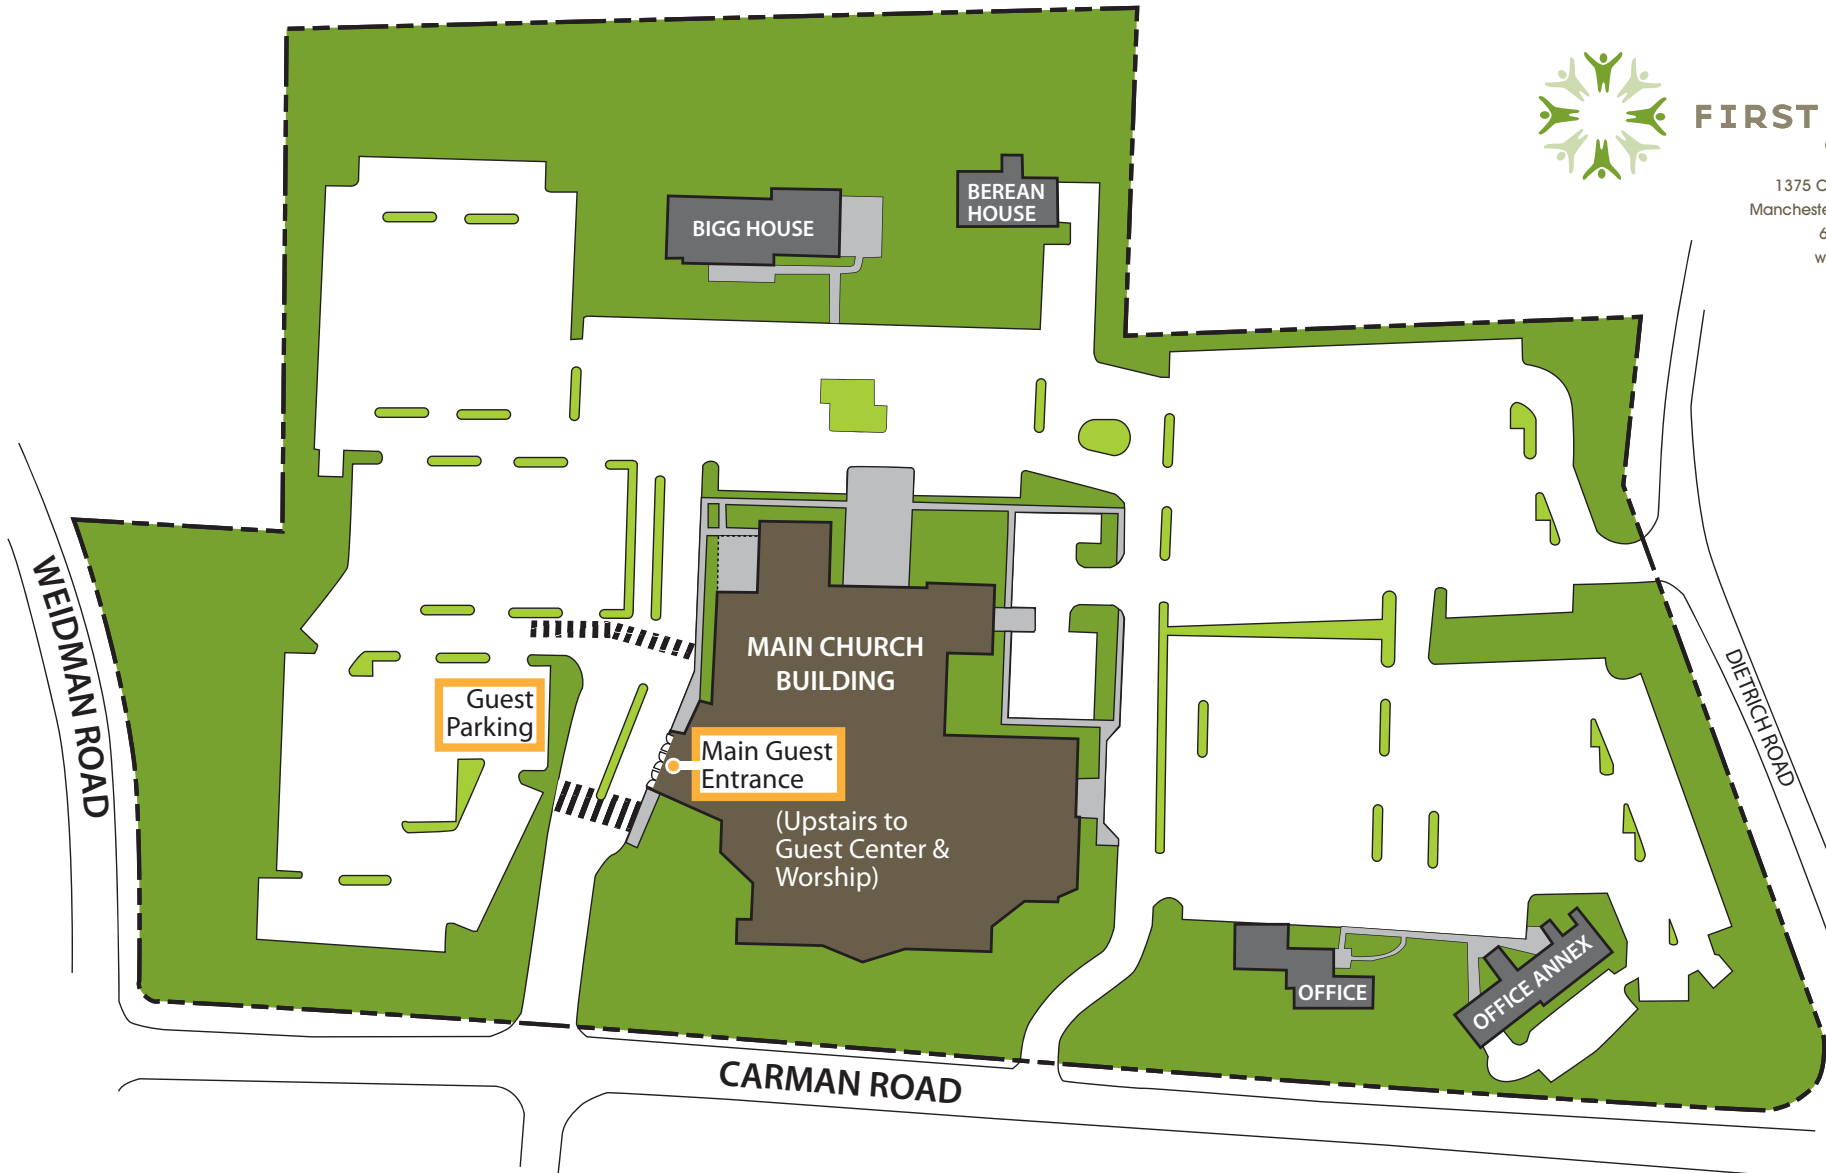 FIRST
1375 C
Mancheste
6
w
BEREAN
HOUSE
BIGG HOUSE
WEIDMAN ROAD
MAIN CHURCH
BUILDING
Guest
Parking
Main Guest
Entrance
(Upstairs to
Guest Center &
Worship)
DIETRICH ROAD
OFFICE
OFFICE ANNEX
CARMAN ROAD